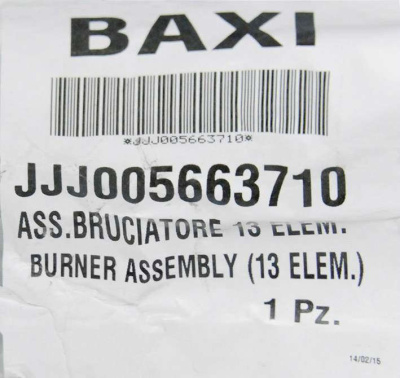 BAXI
*JJJ005663710*
JJJ005663710
ASS.BRUCIATORE 13 ELEM.
BURNER ASSEMBLY (13 ELEM.)
1 Pz.
14/02/15